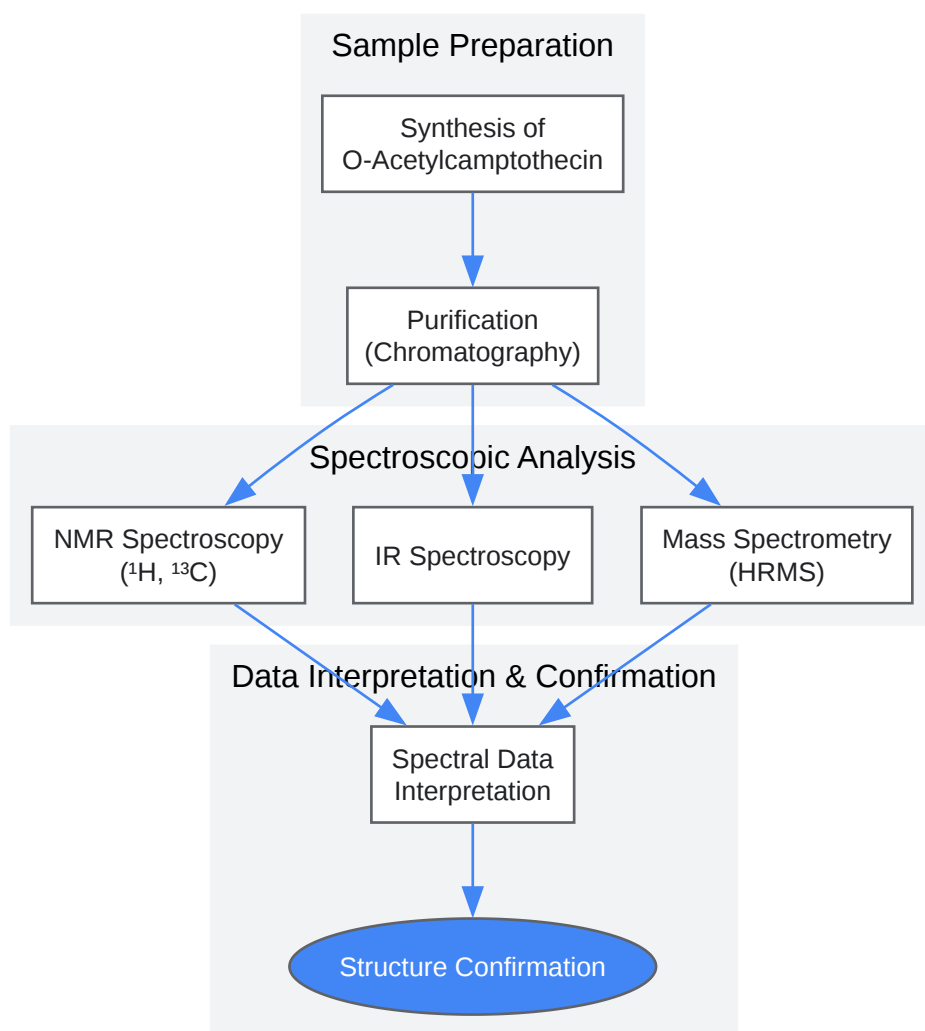 Sample Preparation
Synthesis of
O-Acetylcamptothecin
Purification
(Chromatography)
Spectroscopic Analysis
NMR Spectroscopy
(¹H, ¹³C)
IR Spectroscopy
Mass Spectrometry
(HRMS)
Data Interpretation & Confirmation
Spectral Data
Interpretation
Structure Confirmation